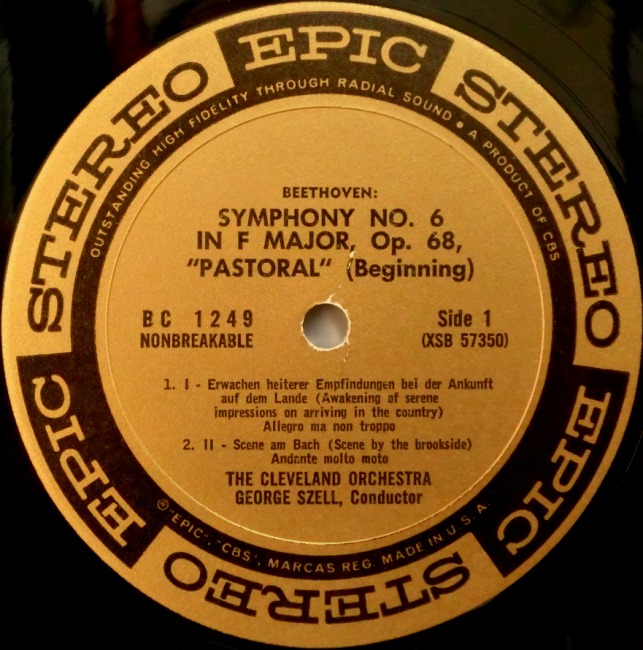 EPIC
STEREO
STEREO
OUTSTANDING HIGH FIDELITY THROUGH RADIAL SOUND • A PRODUCT OF CBS
BEETHOVEN:
SYMPHONY NO. 6
IN F MAJOR, Op. 68,
"PASTORAL" (Beginning)
BC 1249
Side 1
NONBREAKABLE
(XSB 57350)
1. I - Erwachen heiterer Empfindungen bei der Ankunft
auf dem Lande (Awakening of serene
impressions on arriving in the country)
Allegro ma non troppo
2. II - Scene am Bach (Scene by the brookside)
Andante molto moto
THE CLEVELAND ORCHESTRA
GEORGE SZELL, Conductor
EPIC
EPIC
® "EPIC", "CBS", MARCAS REG. MADE IN U.S.A.
STEREO